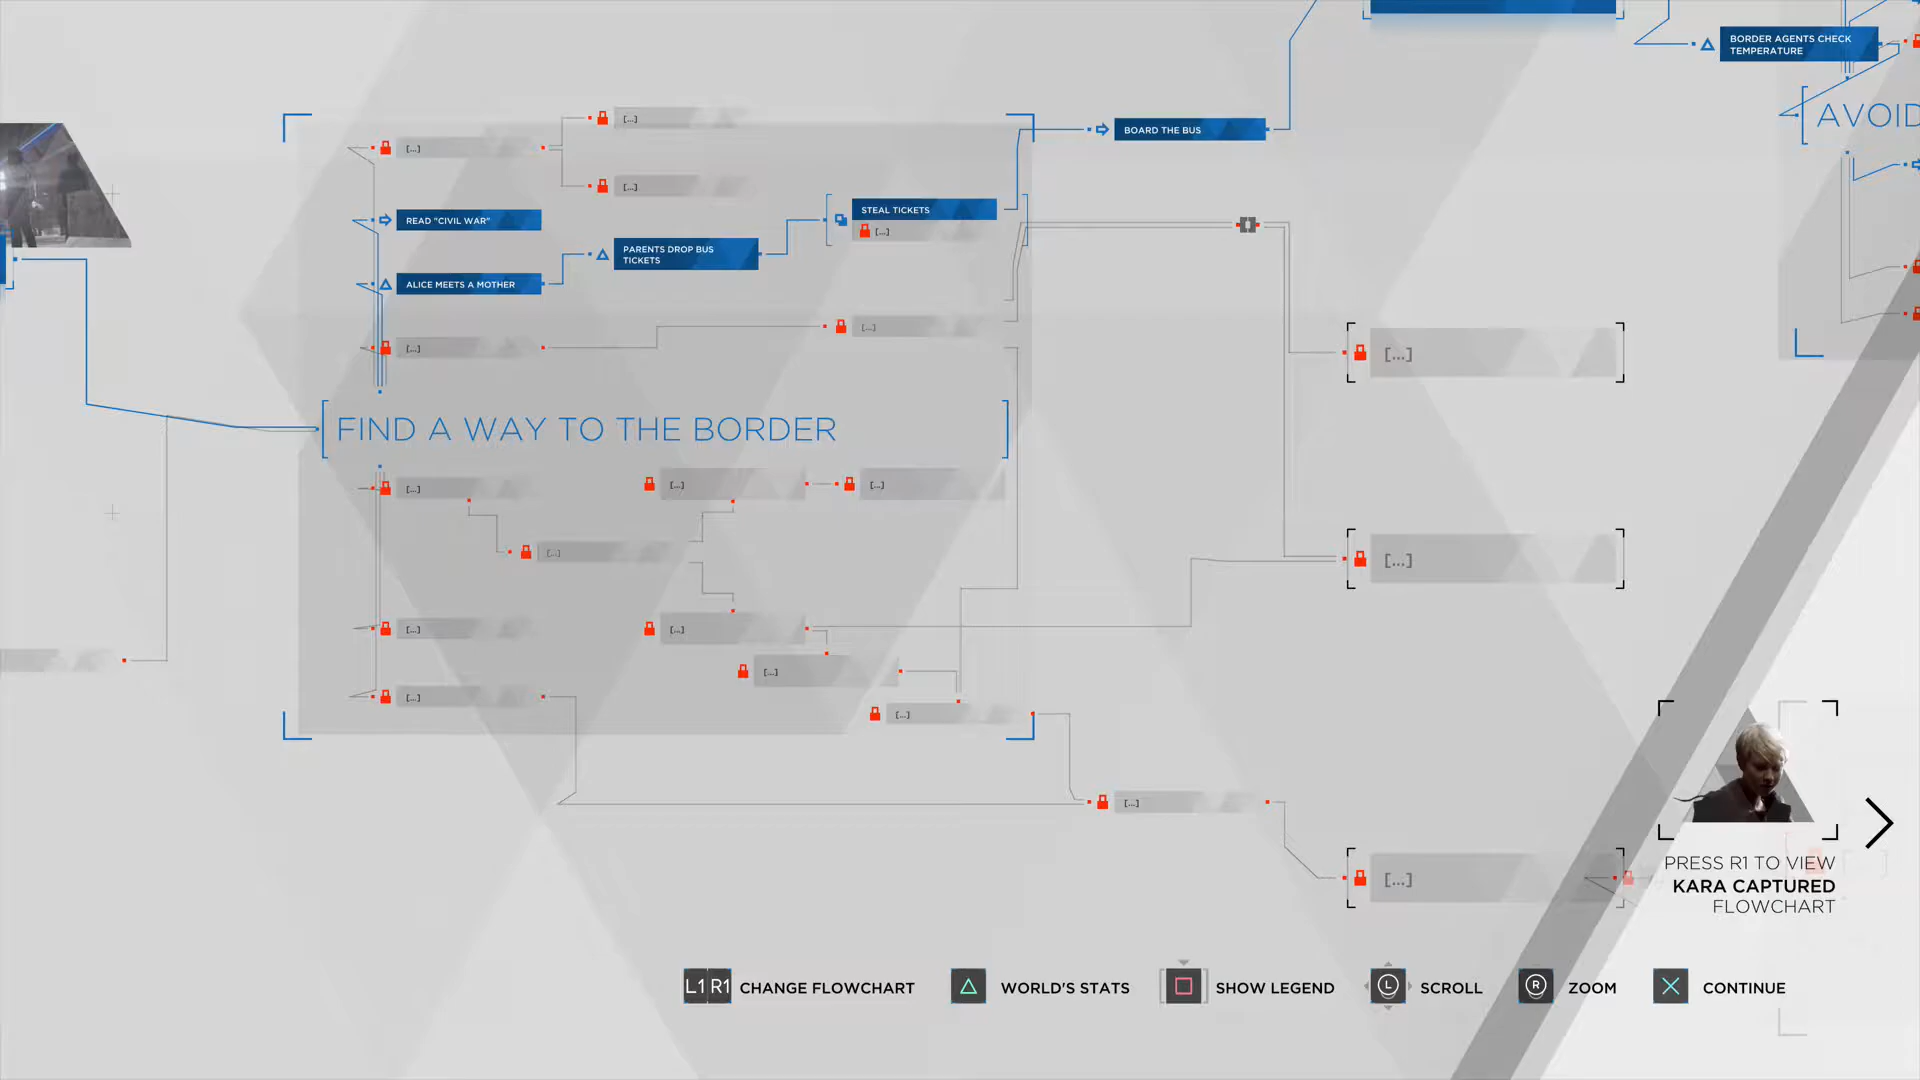 BORDER AGENTS CHECK
TEMPERATURE
AVOID
[...]
[...]
[...]
BOARD THE BUS
READ "CIVIL WAR"
STEAL TICKETS
[...]
PARENTS DROP BUS
TICKETS
ALICE MEETS A MOTHER
[...]
[...]
[...]
FIND A WAY TO THE BORDER
[...]
[...]
[...]
[...]
[...]
[...]
[...]
[...]
[...]
[...]
[...]
[...]
PRESS R1 TO VIEW
KARA CAPTURED
FLOWCHART
L1 R1 CHANGE FLOWCHART
WORLD'S STATS
SHOW LEGEND
L SCROLL
R ZOOM
CONTINUE